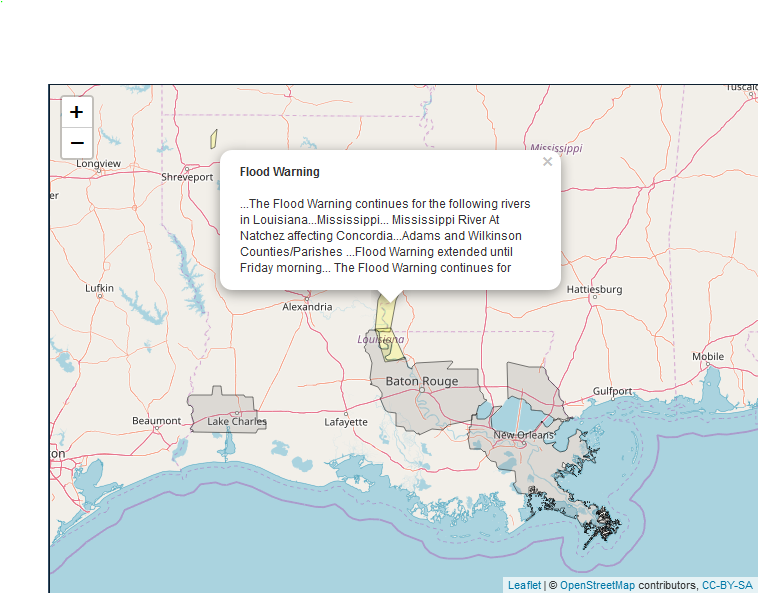 Tuscalo
+
−
Mississippi
Longview
Shreveport
er
×
Flood Warning
...The Flood Warning continues for the following rivers
in Louisiana...Mississippi... Mississippi River At
Natchez affecting Concordia...Adams and Wilkinson
Counties/Parishes ...Flood Warning extended until
Friday morning... The Flood Warning continues for
Lufkin
Hattiesburg
Alexandria
Louisiana
Mobile
Baton Rouge
Gulfport
Beaumont
Lake Charles
Lafayette
New Orleans
on
Leaflet | © OpenStreetMap contributors, CC-BY-SA